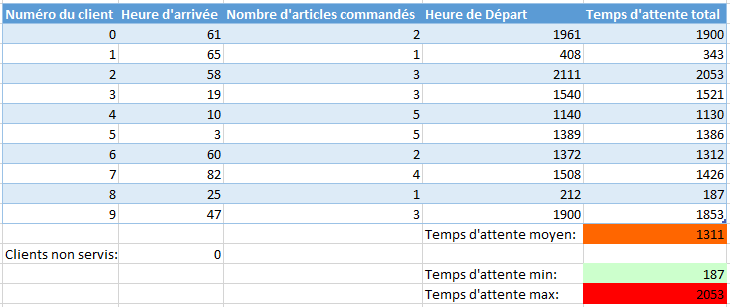 Numéro du client Heure d'arrivée Nombre d'articles commandés Heure de Départ Temps d'attente total
0 61 2 1961 1900
1 65 1 408 343
2 58 3 2111 2053
3 19 3 1540 1521
4 10 5 1140 1130
5 3 5 1389 1386
6 60 2 1372 1312
7 82 4 1508 1426
8 25 1 212 187
9 47 3 1900 1853
Temps d'attente moyen: 1311
Clients non servis: 0
Temps d'attente min: 187
Temps d'attente max: 2053